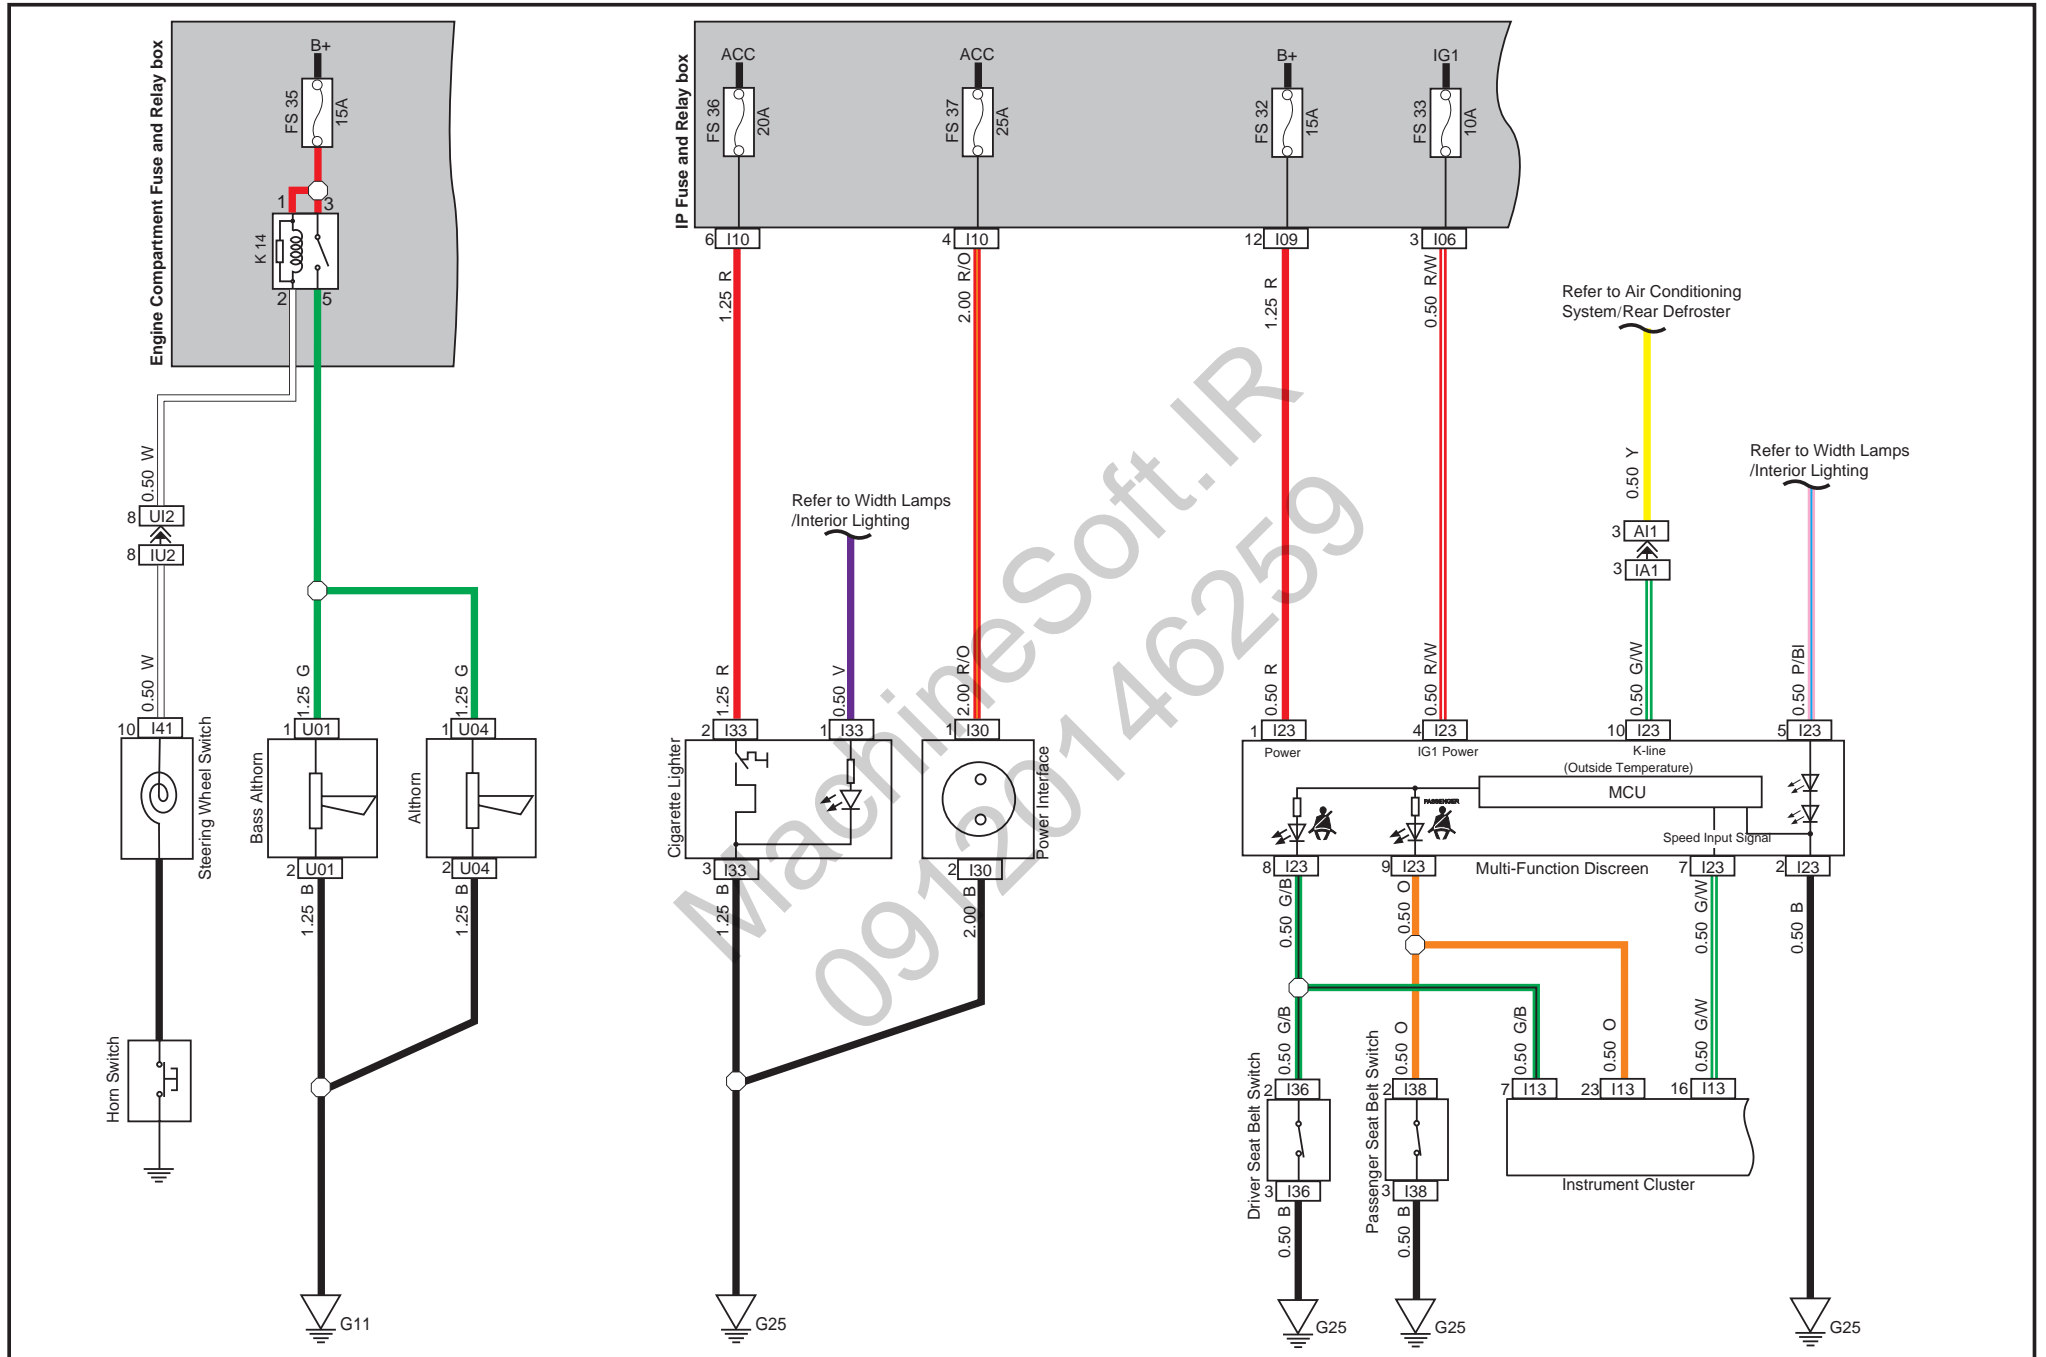 Engine Compartment Fuse and Relay box
B+
FS 35
15A
1
3
K 14
2
5
0.50 W
8 UI2
8 IU2
0.50 W
10 I41
Steering Wheel Switch
Horn Switch
1.25 G
1 U01
Bass Althorn
2 U01
1.25 B
1.25 G
1 U04
Althorn
2 U04
1.25 B
G11
IP Fuse and Relay box
ACC
FS 36
20A
ACC
FS 37
25A
B+
FS 32
15A
IG1
FS 33
10A
6 I10
4 I10
12 I09
3 I06
1.25 R
2.00 R/O
1.25 R
0.50 R/W
Refer to Air Conditioning
System/Rear Defroster
0.50 Y
3 AI1
3 IA1
Refer to Width Lamps
/Interior Lighting
Refer to Width Lamps
/Interior Lighting
1.25 R
0.50 V
2.00 R/O
0.50 R
0.50 R/W
0.50 G/W
0.50 P/Bl
2 I33
1 I33
1 I30
1 I23
4 I23
10 I23
5 I23
Cigarette Lighter
Power Interface
Power
IG1 Power
K-line
(Outside Temperature)
MCU
PASSENGER
Speed Input Signal
3 I33
2 I30
8 I23
9 I23
Multi-Function Discreen
7 I23
2 I23
1.25 B
2.00 B
0.50 G/B
0.50 O
0.50 G/W
0.50 B
0.50 G/B
0.50 O
0.50 G/B
0.50 O
0.50 G/W
2 I36
2 I38
7 I13
23 I13
16 I13
Driver Seat Belt Switch
Passenger Seat Belt Switch
Instrument Cluster
3 I36
3 I38
0.50 B
0.50 B
G25
G25
G25
G25
MachineSoft.IR
09120146259